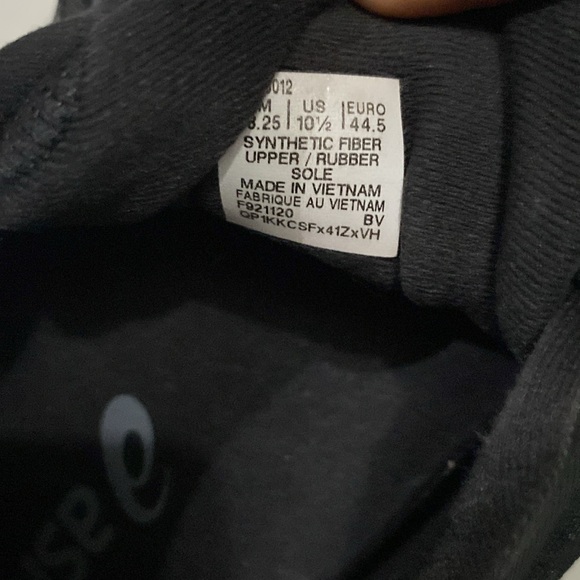 012
M | US | EURO
.25 | 10½ | 44.5
SYNTHETIC FIBER
UPPER / RUBBER
SOLE
MADE IN VIETNAM
FABRIQUE AU VIETNAM
F921120 BV
QP1KKCSFx41ZxVH
as